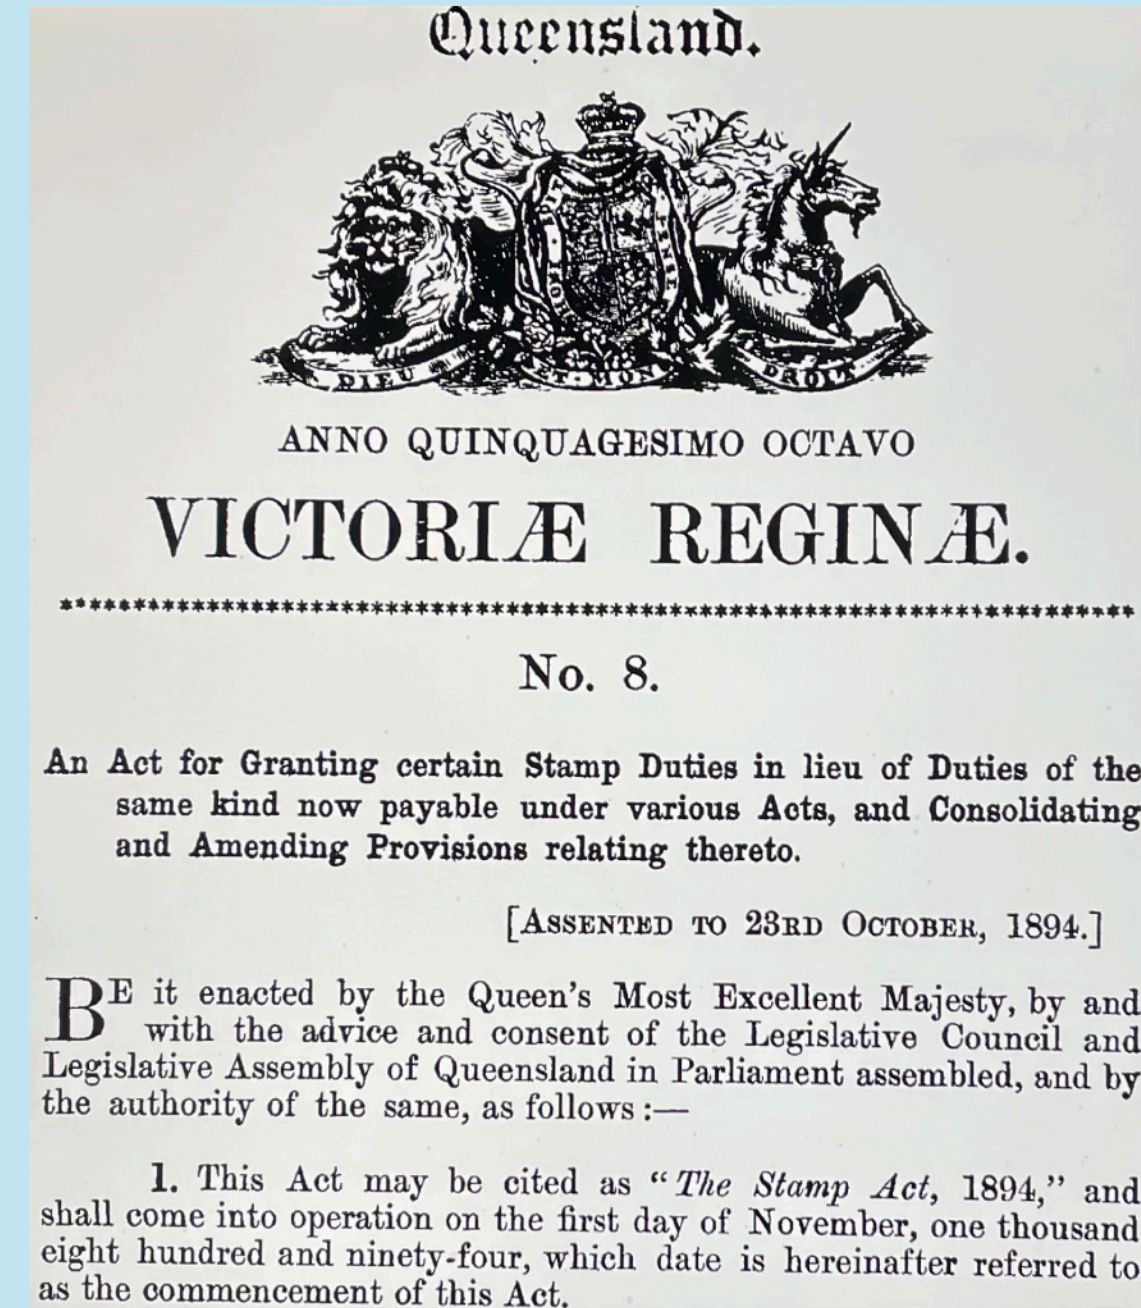 Queensland.
DIEU ET MON DROIT
ANNO QUINQUAGESIMO OCTAVO
VICTORIÆ REGINÆ.
No. 8.
An Act for Granting certain Stamp Duties in lieu of Duties of the
same kind now payable under various Acts, and Consolidating
and Amending Provisions relating thereto.
[ASSENTED TO 23RD OCTOBER, 1894.]
BE it enacted by the Queen's Most Excellent Majesty, by and
with the advice and consent of the Legislative Council and
Legislative Assembly of Queensland in Parliament assembled, and by
the authority of the same, as follows:—
1. This Act may be cited as "The Stamp Act, 1894," and
shall come into operation on the first day of November, one thousand
eight hundred and ninety-four, which date is hereinafter referred to
as the commencement of this Act.